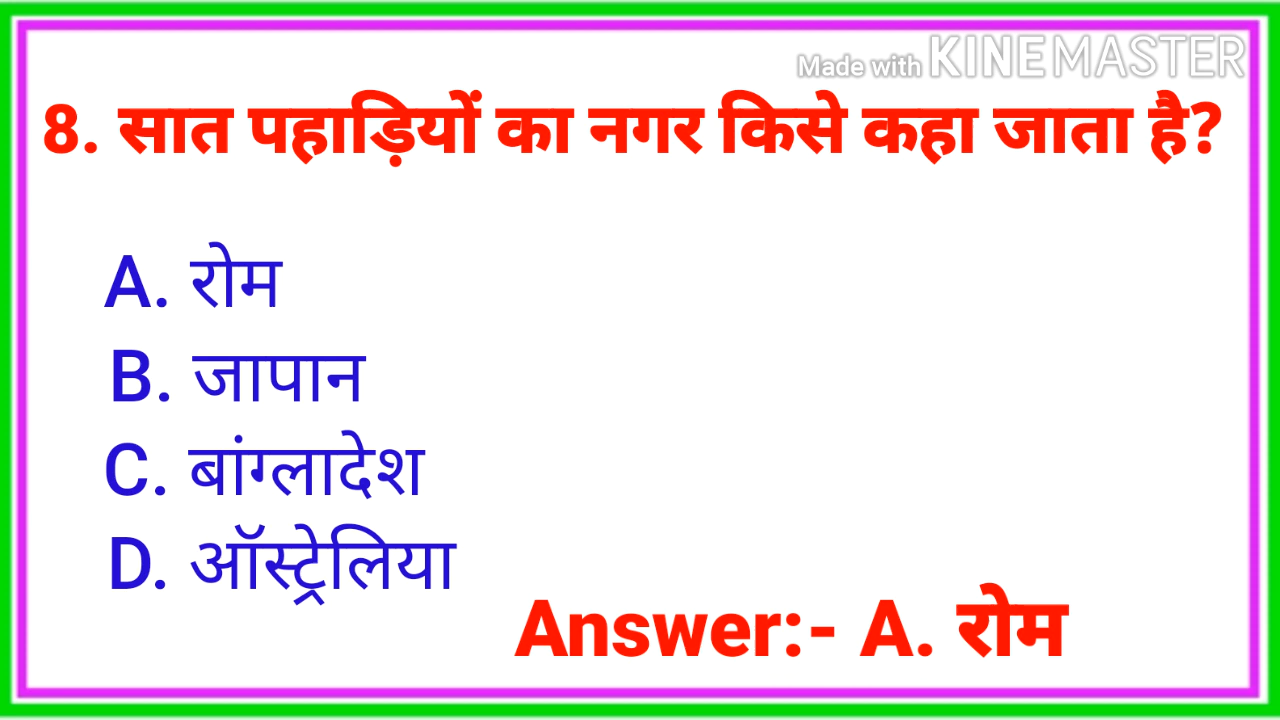 Made with KINEMASTER
8. सात पहाड़ियों का नगर किसे कहा जाता है?
A. रोम
B. जापान
C. बांग्लादेश
D. ऑस्ट्रेलिया
Answer:- A. रोम